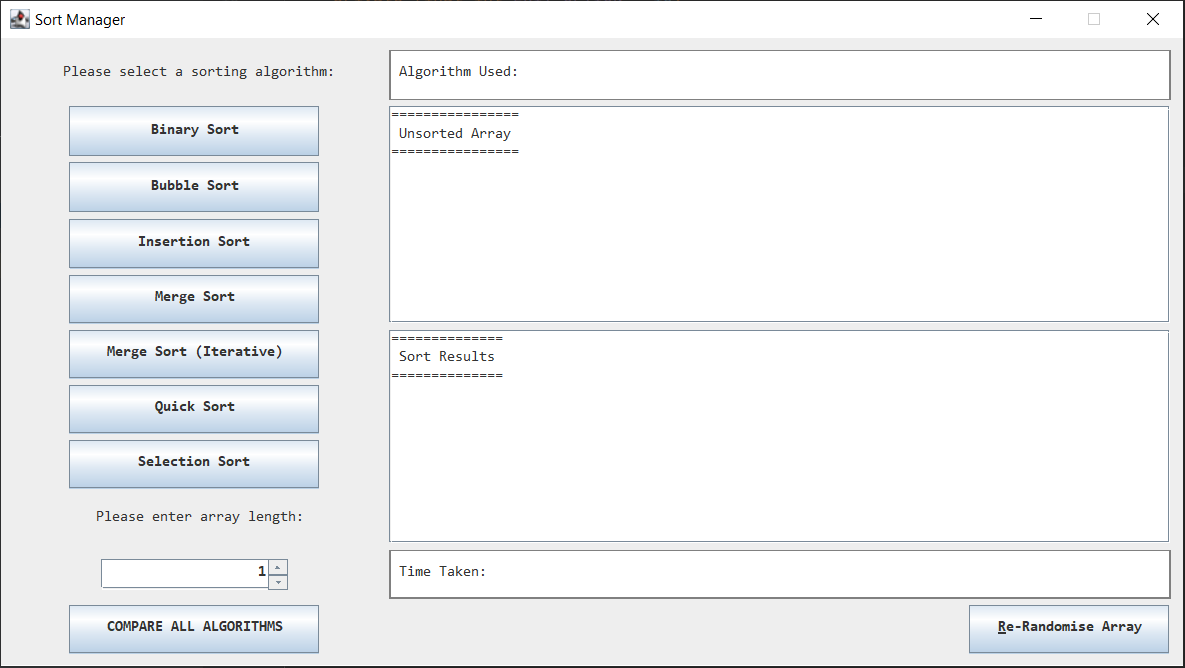 Sort Manager
Please select a sorting algorithm:
Binary Sort
Bubble Sort
Insertion Sort
Merge Sort
Merge Sort (Iterative)
Quick Sort
Selection Sort
Please enter array length:
1
COMPARE ALL ALGORITHMS
Algorithm Used:
================
Unsorted Array
================
==============
Sort Results
==============
Time Taken:
Re-Randomise Array